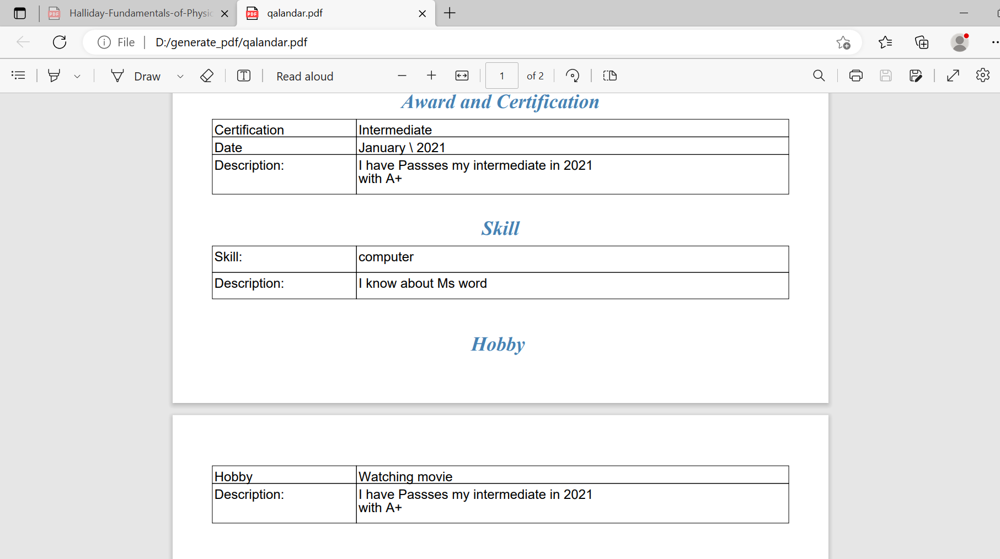 Halliday-Fundamentals-of-Physic
qalandar.pdf
File D:/generate_pdf/qalandar.pdf
Draw Read aloud 1 of 2
Award and Certification
Certification Intermediate
Date January \ 2021
Description: I have Passses my intermediate in 2021
with A+
Skill
Skill: computer
Description: I know about Ms word
Hobby
Hobby Watching movie
Description: I have Passses my intermediate in 2021
with A+